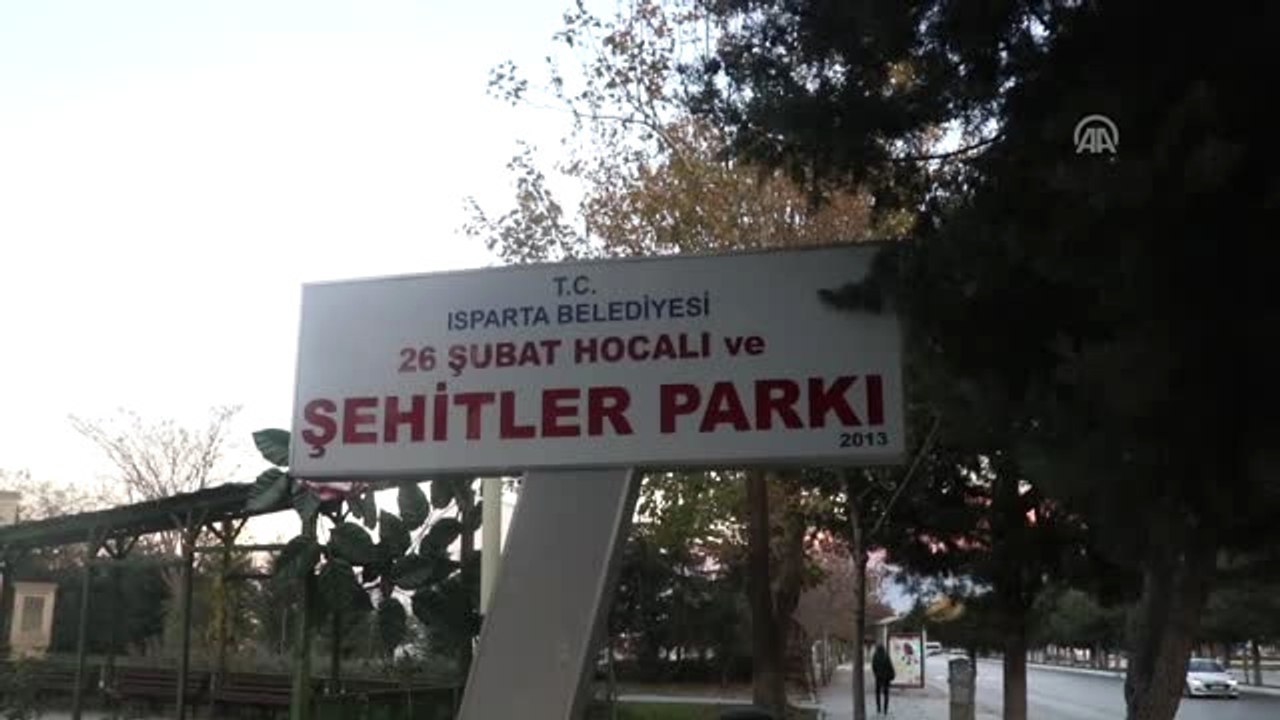 AA
T.C.
ISPARTA BELEDİYESİ
26 ŞUBAT HOCALI ve
ŞEHİTLER PARKI
2013